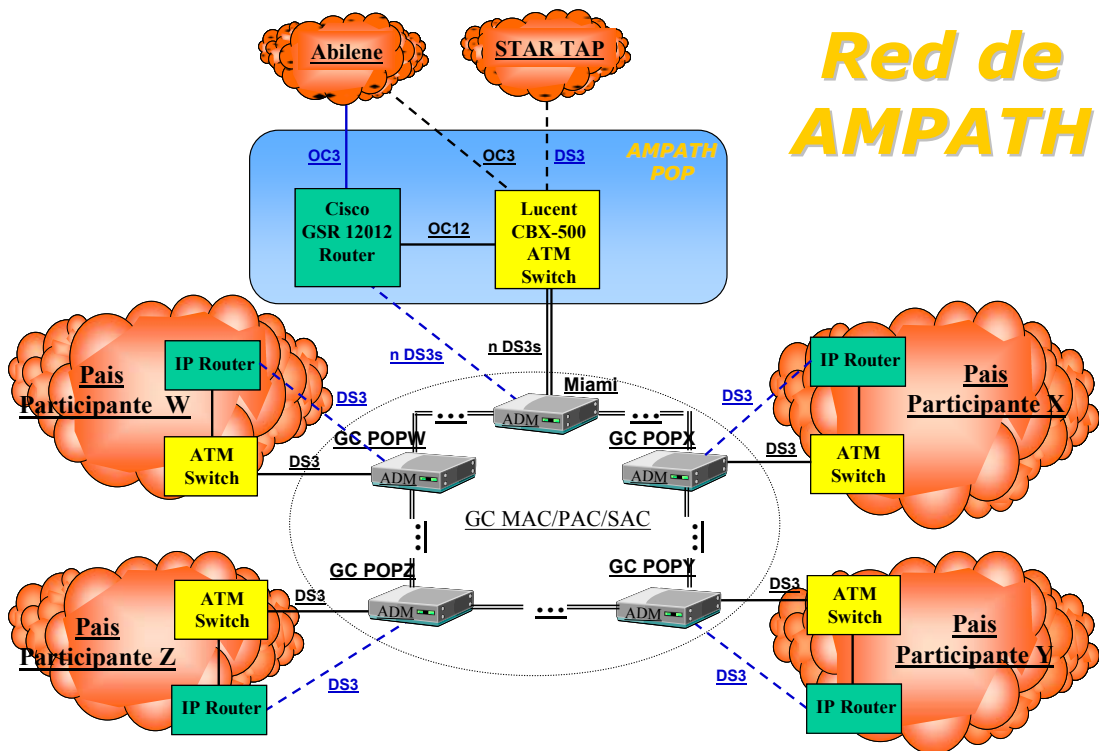 Abilene
STAR TAP
Red de
AMPATH
OC3
OC3
DS3
AMPATH
POP
Cisco
GSR 12012
Router
OC12
Lucent
CBX-500
ATM
Switch
n DS3s
n DS3s
Miami
ADM
IP Router
Pais
Participante W
ATM
Switch
DS3
DS3
GC POPW
ADM
IP Router
Pais
Participante X
ATM
Switch
DS3
DS3
GC POPX
ADM
GC MAC/PAC/SAC
GC POPZ
ADM
DS3
ATM
Switch
Pais
Participante Z
IP Router
DS3
GC POPY
ADM
DS3
ATM
Switch
Pais
Participante Y
IP Router
DS3